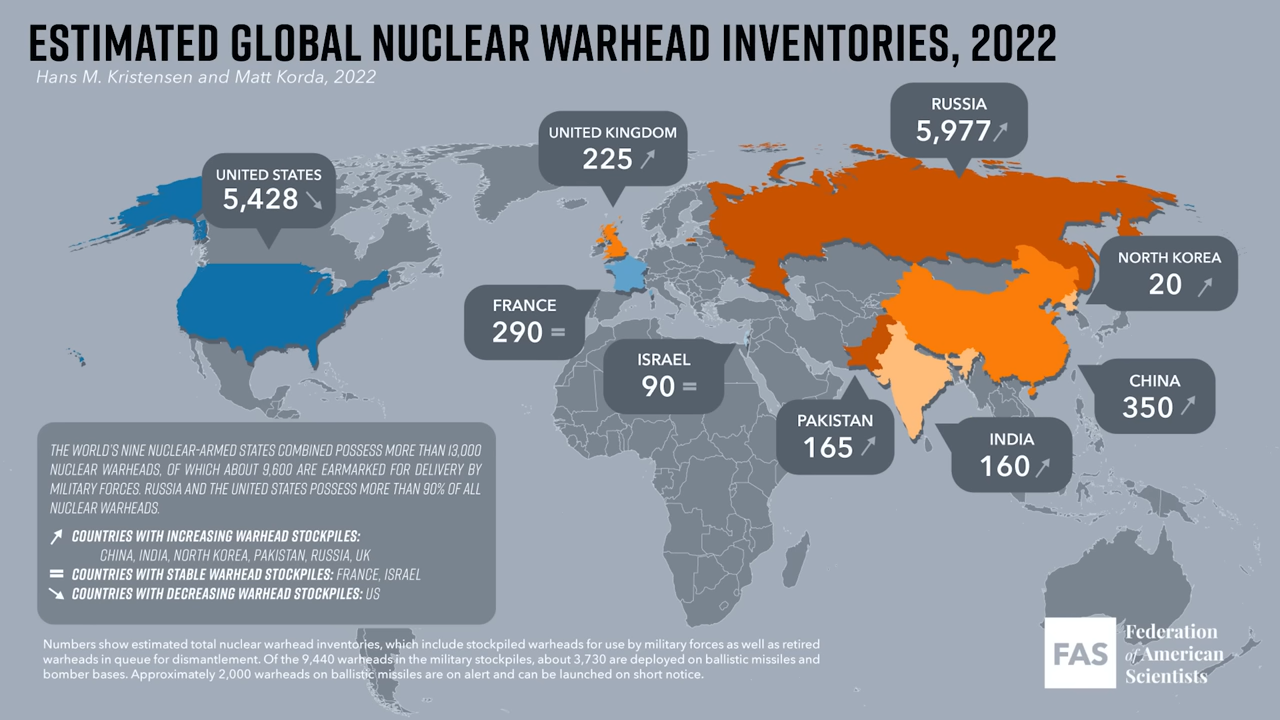 ESTIMATED GLOBAL NUCLEAR WARHEAD INVENTORIES, 2022
Hans M. Kristensen and Matt Korda, 2022
RUSSIA
5,977
UNITED KINGDOM
225
UNITED STATES
5,428
NORTH KOREA
20
FRANCE
290 =
ISRAEL
90 =
CHINA
350
PAKISTAN
165
INDIA
160
THE WORLD'S NINE NUCLEAR-ARMED STATES COMBINED POSSESS MORE THAN 13,000
NUCLEAR WARHEADS, OF WHICH ABOUT 9,600 ARE EARMARKED FOR DELIVERY BY
MILITARY FORCES. RUSSIA AND THE UNITED STATES POSSESS MORE THAN 90% OF ALL
NUCLEAR WARHEADS.
COUNTRIES WITH INCREASING WARHEAD STOCKPILES:
CHINA, INDIA, NORTH KOREA, PAKISTAN, RUSSIA, UK
= COUNTRIES WITH STABLE WARHEAD STOCKPILES: FRANCE, ISRAEL
COUNTRIES WITH DECREASING WARHEAD STOCKPILES: US
Numbers show estimated total nuclear warhead inventories, which include stockpiled warheads for use by military forces as well as retired
warheads in queue for dismantlement. Of the 9,440 warheads in the military stockpiles, about 3,730 are deployed on ballistic missiles and
bomber bases. Approximately 2,000 warheads on ballistic missiles are on alert and can be launched on short notice.
FAS
Federation
of American
Scientists